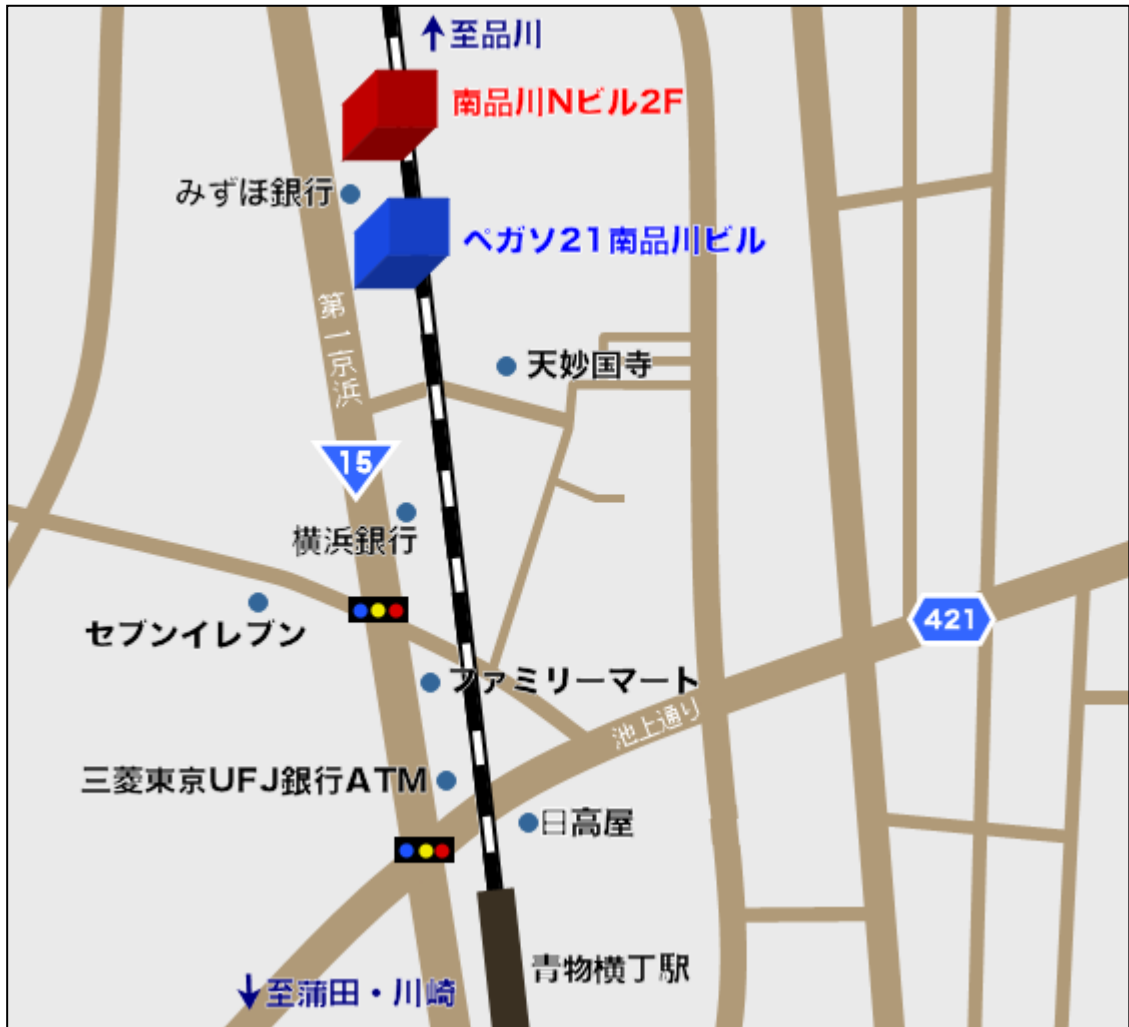 ↑至品川
南品川Nビル2F
みずほ銀行
ペガソ21南品川ビル
第一京浜
天妙国寺
15
横浜銀行
セブンイレブン
421
ファミリーマート
池上通り
三菱東京UFJ銀行ATM
日高屋
青物横丁駅
↓至蒲田・川崎